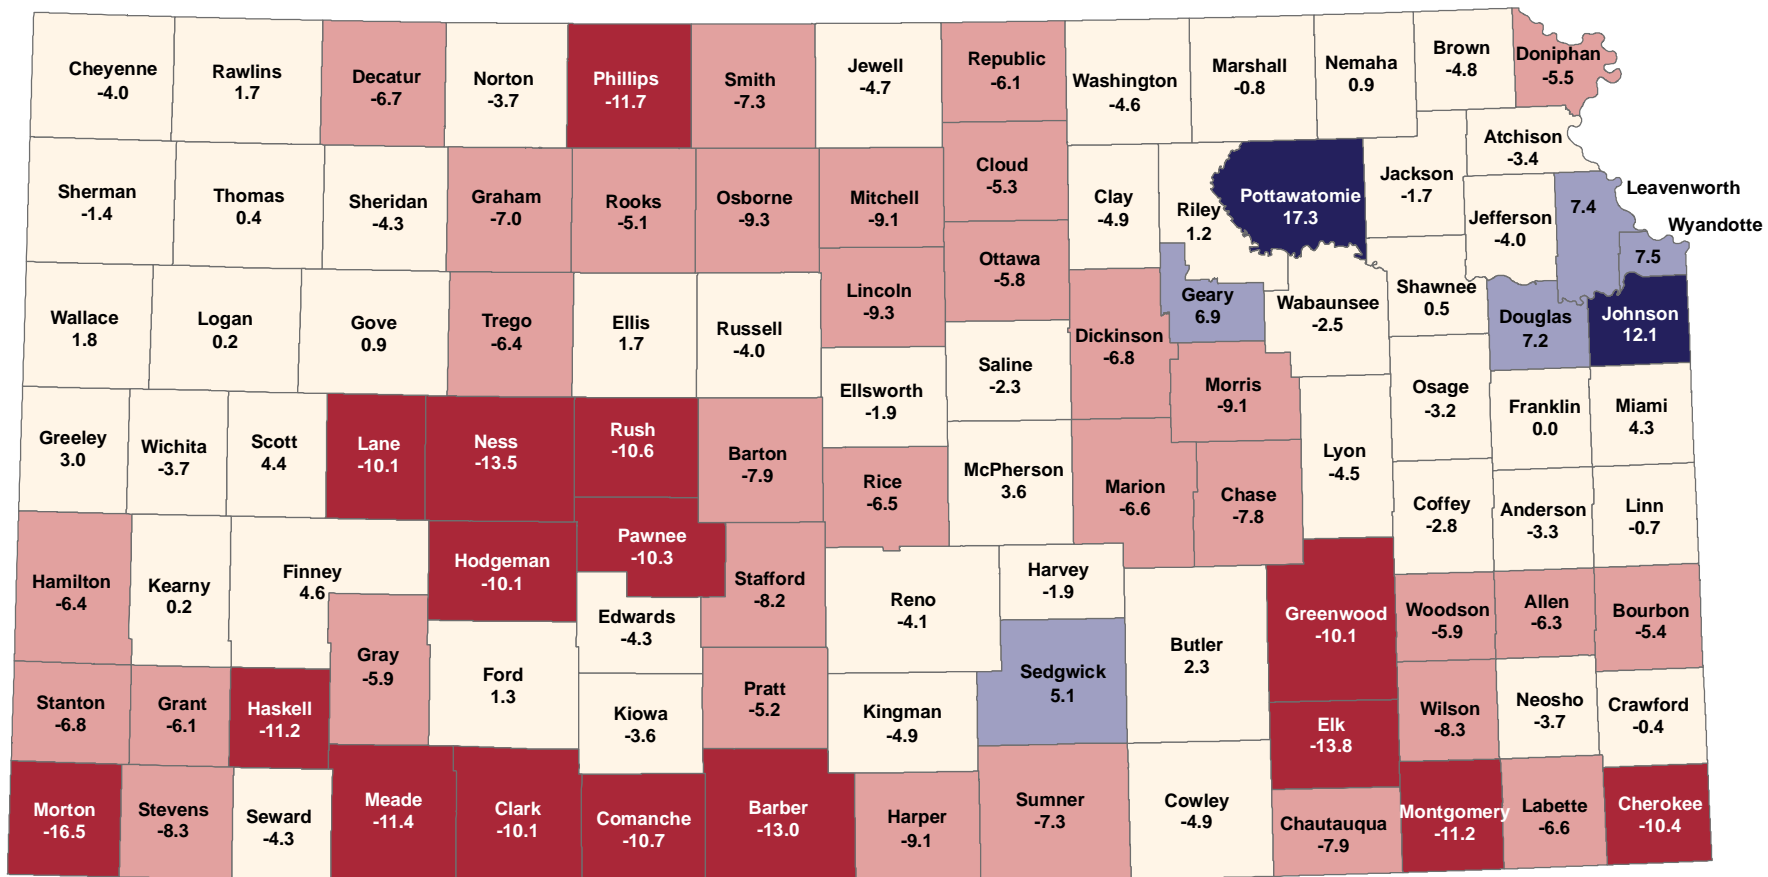 Cheyenne
-4.0
Rawlins
1.7
Decatur
-6.7
Norton
-3.7
Phillips
-11.7
Smith
-7.3
Jewell
-4.7
Republic
-6.1
Washington
-4.6
Marshall
-0.8
Nemaha
0.9
Brown
-4.8
Doniphan
-5.5
Atchison
-3.4
Sherman
-1.4
Thomas
0.4
Sheridan
-4.3
Graham
-7.0
Rooks
-5.1
Osborne
-9.3
Mitchell
-9.1
Cloud
-5.3
Clay
-4.9
Riley
1.2
Pottawatomie
17.3
Jackson
-1.7
Jefferson
-4.0
Leavenworth
7.4
Wyandotte
7.5
Wallace
1.8
Logan
0.2
Gove
0.9
Trego
-6.4
Ellis
1.7
Russell
-4.0
Lincoln
-9.3
Ottawa
-5.8
Dickinson
-6.8
Geary
6.9
Wabaunsee
-2.5
Shawnee
0.5
Douglas
7.2
Johnson
12.1
Saline
-2.3
Ellsworth
-1.9
Morris
-9.1
Osage
-3.2
Franklin
0.0
Miami
4.3
Greeley
3.0
Wichita
-3.7
Scott
4.4
Lane
-10.1
Ness
-13.5
Rush
-10.6
Barton
-7.9
Rice
-6.5
McPherson
3.6
Marion
-6.6
Chase
-7.8
Lyon
-4.5
Coffey
-2.8
Anderson
-3.3
Linn
-0.7
Hamilton
-6.4
Kearny
0.2
Finney
4.6
Hodgeman
-10.1
Pawnee
-10.3
Stafford
-8.2
Edwards
-4.3
Reno
-4.1
Harvey
-1.9
Greenwood
-10.1
Woodson
-5.9
Allen
-6.3
Bourbon
-5.4
Gray
-5.9
Ford
1.3
Butler
2.3
Sedgwick
5.1
Stanton
-6.8
Grant
-6.1
Haskell
-11.2
Kiowa
-3.6
Pratt
-5.2
Kingman
-4.9
Elk
-13.8
Wilson
-8.3
Neosho
-3.7
Crawford
-0.4
Morton
-16.5
Stevens
-8.3
Seward
-4.3
Meade
-11.4
Clark
-10.1
Comanche
-10.7
Barber
-13.0
Harper
-9.1
Sumner
-7.3
Cowley
-4.9
Chautauqua
-7.9
Montgomery
-11.2
Labette
-6.6
Cherokee
-10.4